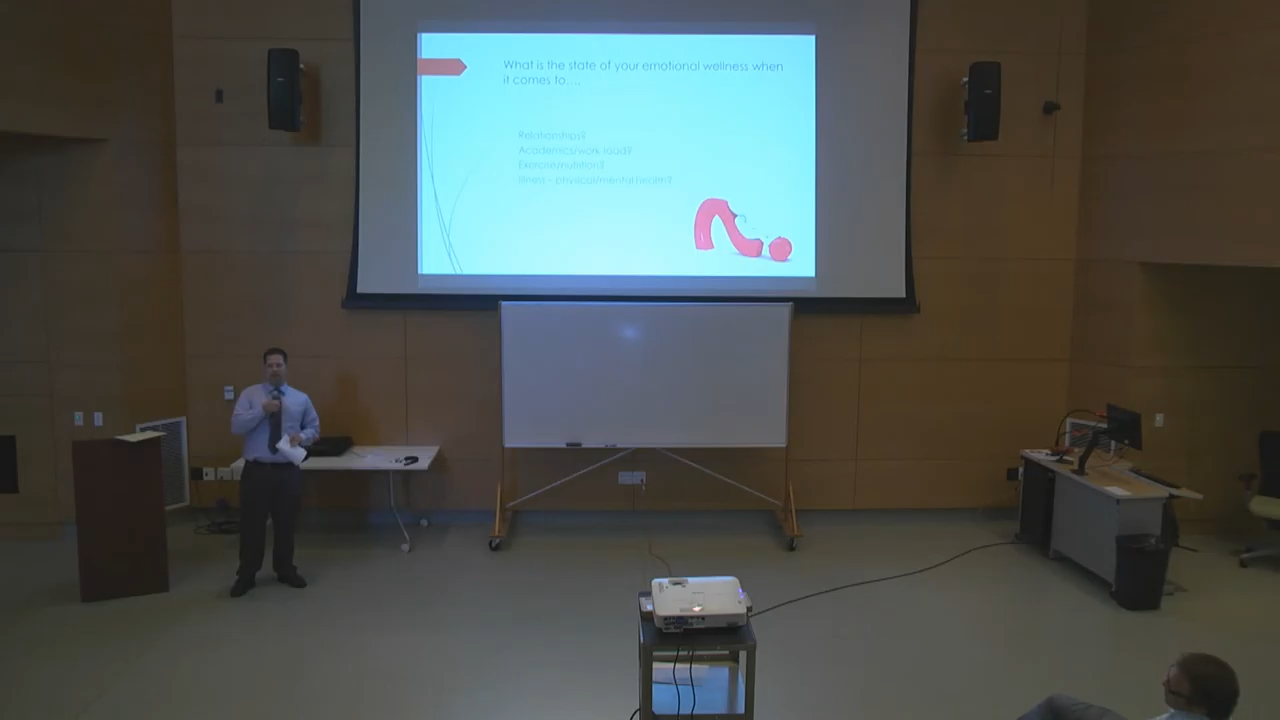 What is the state of your emotional wellness when
it comes to....
Relationships?
Academics/work load?
Exercise/nutrition?
Illness - physical/mental health?